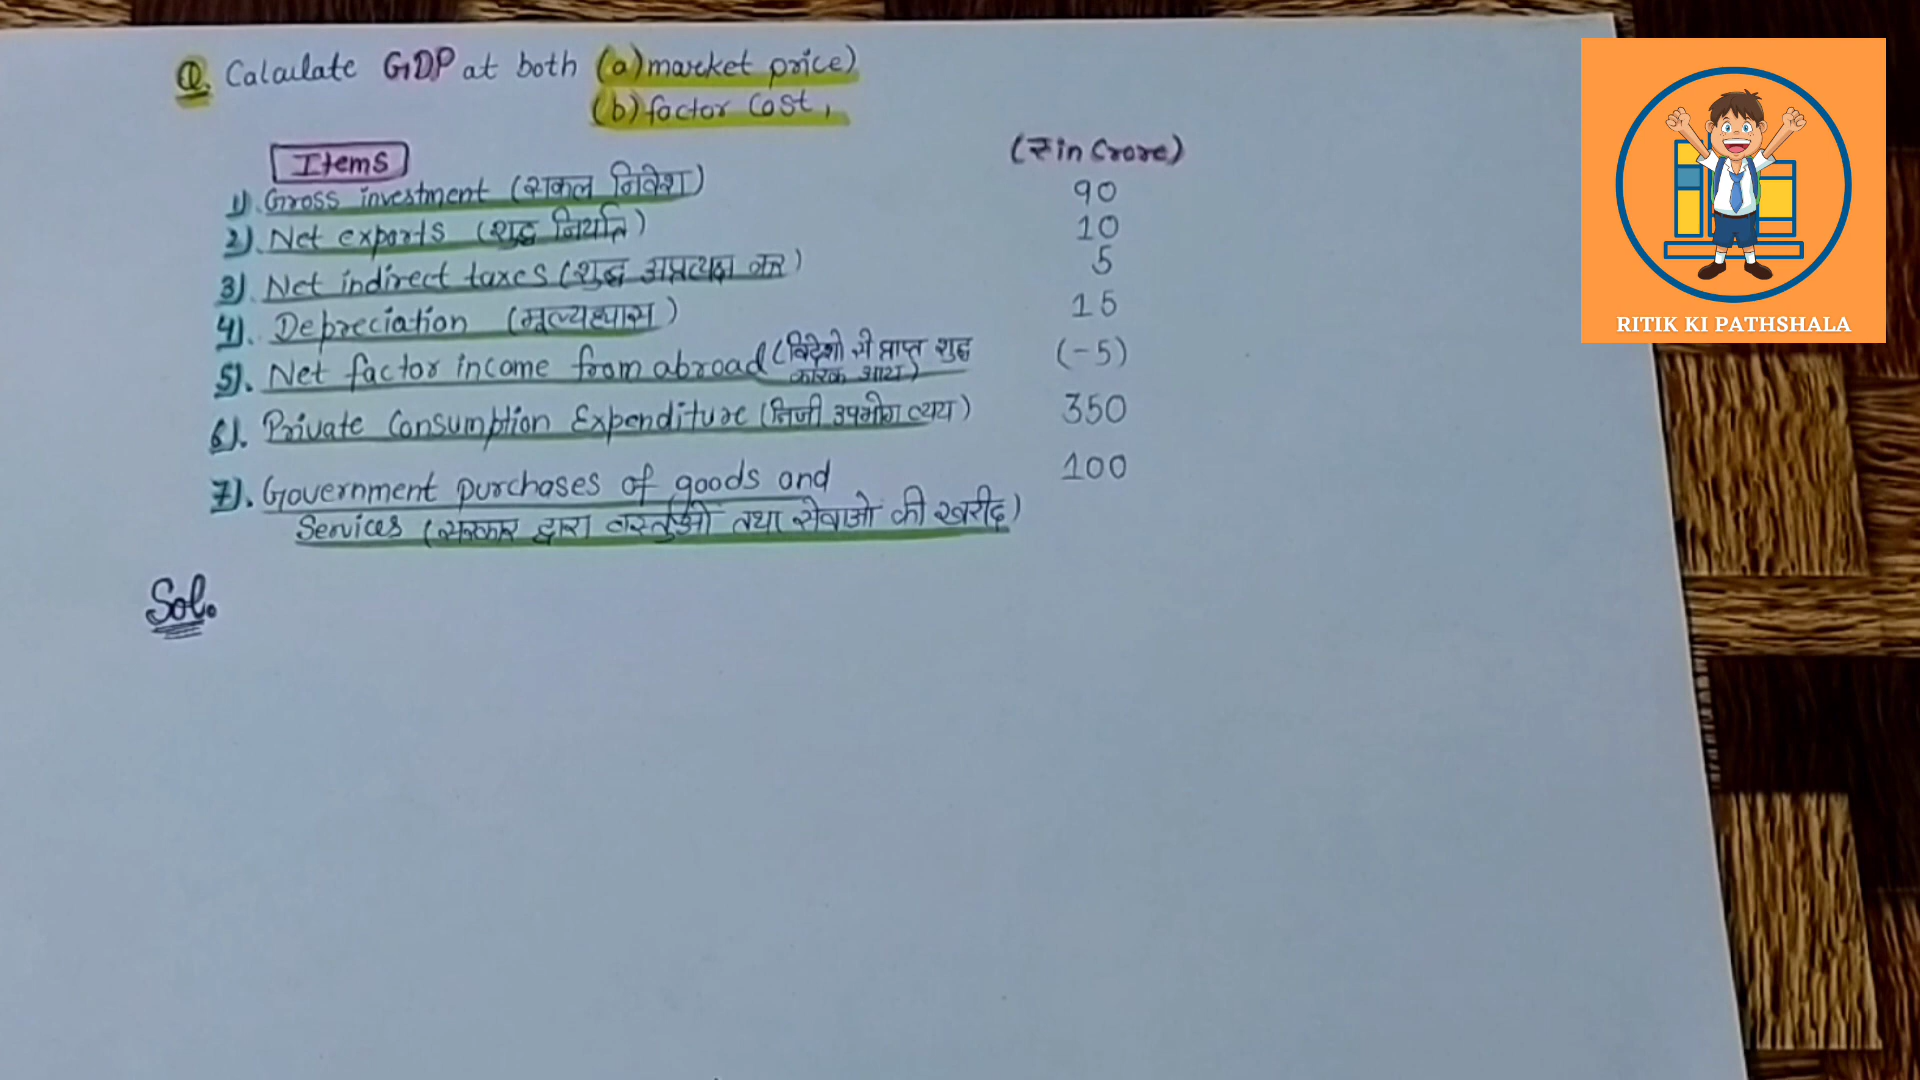 Q. Calculate GDP at both (a) market price)
(b) factor Cost,
Items (₹ in Crore)
1). Gross investment (सकल निवेश) 90
2). Net exports (शुद्ध निर्यात) 10
3). Net indirect taxes (शुद्ध अप्रत्यक्ष कर) 5
4). Depreciation (मूल्यह्रास) 15
5). Net factor income from abroad (विदेशो से प्राप्त शुद्ध (-5)
कारक आय)
6). Private Consumption Expenditure (निजी उपभोग व्यय) 350
7). Government purchases of goods and 100
Services (सरकार द्वारा वस्तुओ तथा सेवाओ की खरीद)
Sol.
RITIK KI PATHSHALA